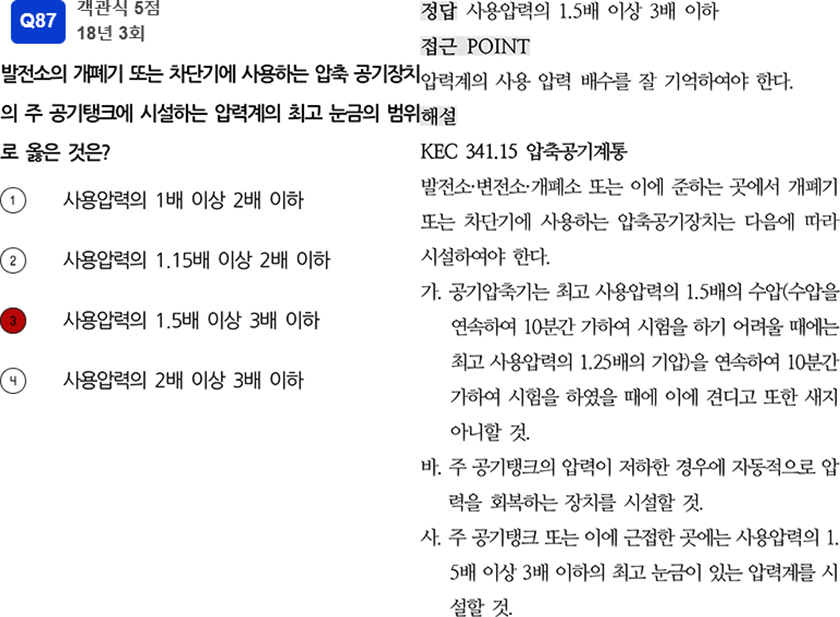 Q87
객관식 5점
18년 3회
발전소의 개폐기 또는 차단기에 사용하는 압축 공기장치
의 주 공기탱크에 시설하는 압력계의 최고 눈금의 범위
로 옳은 것은?
1 사용압력의 1배 이상 2배 이하
2 사용압력의 1.15배 이상 2배 이하
3 사용압력의 1.5배 이상 3배 이하
4 사용압력의 2배 이상 3배 이하
정답 사용압력의 1.5배 이상 3배 이하
접근 POINT
압력계의 사용 압력 배수를 잘 기억하여야 한다.
해설
KEC 341.15 압축공기계통
발전소·변전소·개폐소 또는 이에 준하는 곳에서 개폐기
또는 차단기에 사용하는 압축공기장치는 다음에 따라
시설하여야 한다.
가. 공기압축기는 최고 사용압력의 1.5배의 수압(수압을
연속하여 10분간 가하여 시험을 하기 어려울 때에는
최고 사용압력의 1.25배의 기압)을 연속하여 10분간
가하여 시험을 하였을 때에 이에 견디고 또한 새지
아니할 것.
바. 주 공기탱크의 압력이 저하한 경우에 자동적으로 압
력을 회복하는 장치를 시설할 것.
사. 주 공기탱크 또는 이에 근접한 곳에는 사용압력의 1.
5배 이상 3배 이하의 최고 눈금이 있는 압력계를 시
설할 것.